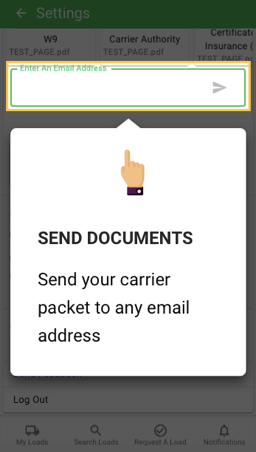 Settings
W9
Carrier Authority
Certificate
Insurance (
TEST_PAGE.pdf
TEST_PAGE.pdf
TEST_PAGE.p
Enter An Email Address
SEND DOCUMENTS
Send your carrier
packet to any email
address
Log Out
My Loads
Search Loads
Request A Load
Notifications